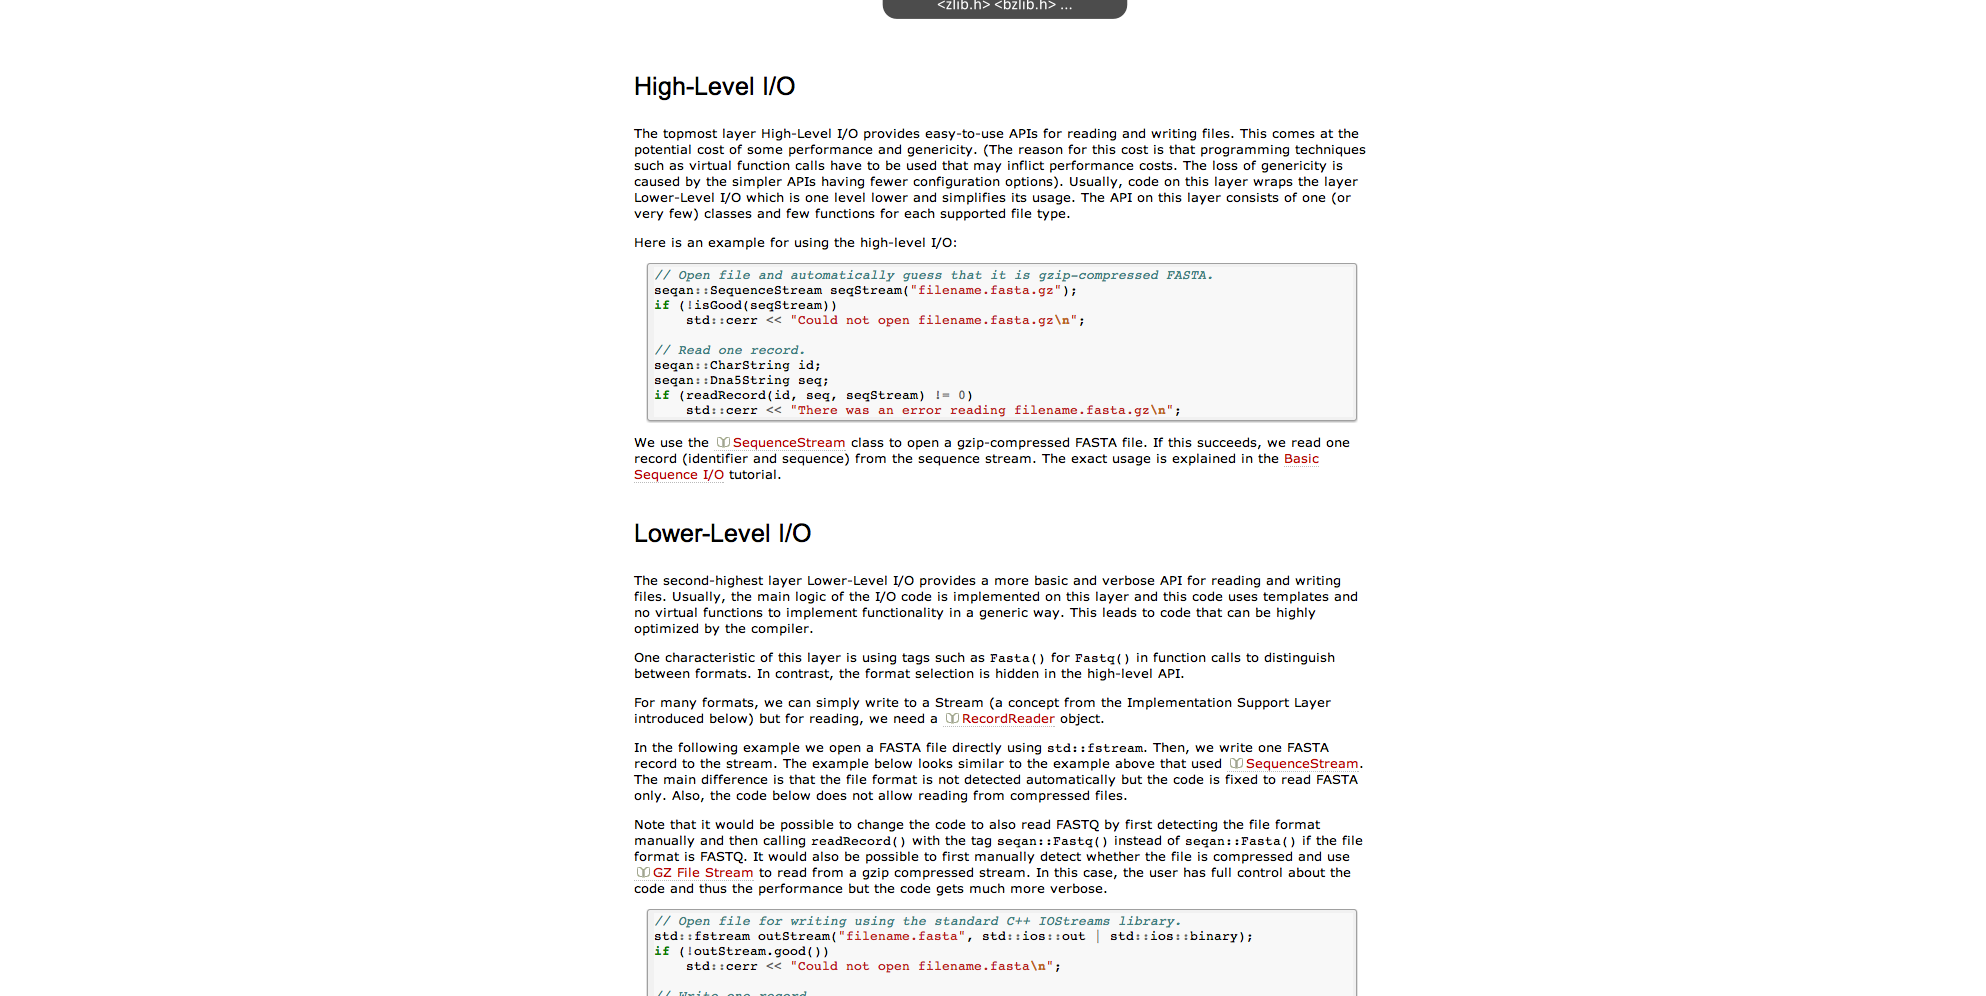 <zlib.h> <bzlib.h> ...
High-Level I/O
The topmost layer High-Level I/O provides easy-to-use APIs for reading and writing files. This comes at the
potential cost of some performance and genericity. (The reason for this cost is that programming techniques
such as virtual function calls have to be used that may inflict performance costs. The loss of genericity is
caused by the simpler APIs having fewer configuration options). Usually, code on this layer wraps the layer
Lower-Level I/O which is one level lower and simplifies its usage. The API on this layer consists of one (or
very few) classes and few functions for each supported file type.
Here is an example for using the high-level I/O:
// Open file and automatically guess that it is gzip-compressed FASTA.
seqan::SequenceStream seqStream("filename.fasta.gz");
if (!isGood(seqStream))
    std::cerr << "Could not open filename.fasta.gz\n";
// Read one record.
seqan::CharString id;
seqan::Dna5String seq;
if (readRecord(id, seq, seqStream) != 0)
    std::cerr << "There was an error reading filename.fasta.gz\n";
We use the SequenceStream class to open a gzip-compressed FASTA file. If this succeeds, we read one
record (identifier and sequence) from the sequence stream. The exact usage is explained in the Basic
Sequence I/O tutorial.
Lower-Level I/O
The second-highest layer Lower-Level I/O provides a more basic and verbose API for reading and writing
files. Usually, the main logic of the I/O code is implemented on this layer and this code uses templates and
no virtual functions to implement functionality in a generic way. This leads to code that can be highly
optimized by the compiler.
One characteristic of this layer is using tags such as Fasta() for Fastq() in function calls to distinguish
between formats. In contrast, the format selection is hidden in the high-level API.
For many formats, we can simply write to a Stream (a concept from the Implementation Support Layer
introduced below) but for reading, we need a RecordReader object.
In the following example we open a FASTA file directly using std::fstream. Then, we write one FASTA
record to the stream. The example below looks similar to the example above that used SequenceStream.
The main difference is that the file format is not detected automatically but the code is fixed to read FASTA
only. Also, the code below does not allow reading from compressed files.
Note that it would be possible to change the code to also read FASTQ by first detecting the file format
manually and then calling readRecord() with the tag seqan::Fastq() instead of seqan::Fasta() if the file
format is FASTQ. It would also be possible to first manually detect whether the file is compressed and use
GZ File Stream to read from a gzip compressed stream. In this case, the user has full control about the
code and thus the performance but the code gets much more verbose.
// Open file for writing using the standard C++ IOStreams library.
std::fstream outStream("filename.fasta", std::ios::out | std::ios::binary);
if (!outStream.good())
    std::cerr << "Could not open filename.fasta\n";
// Write one record